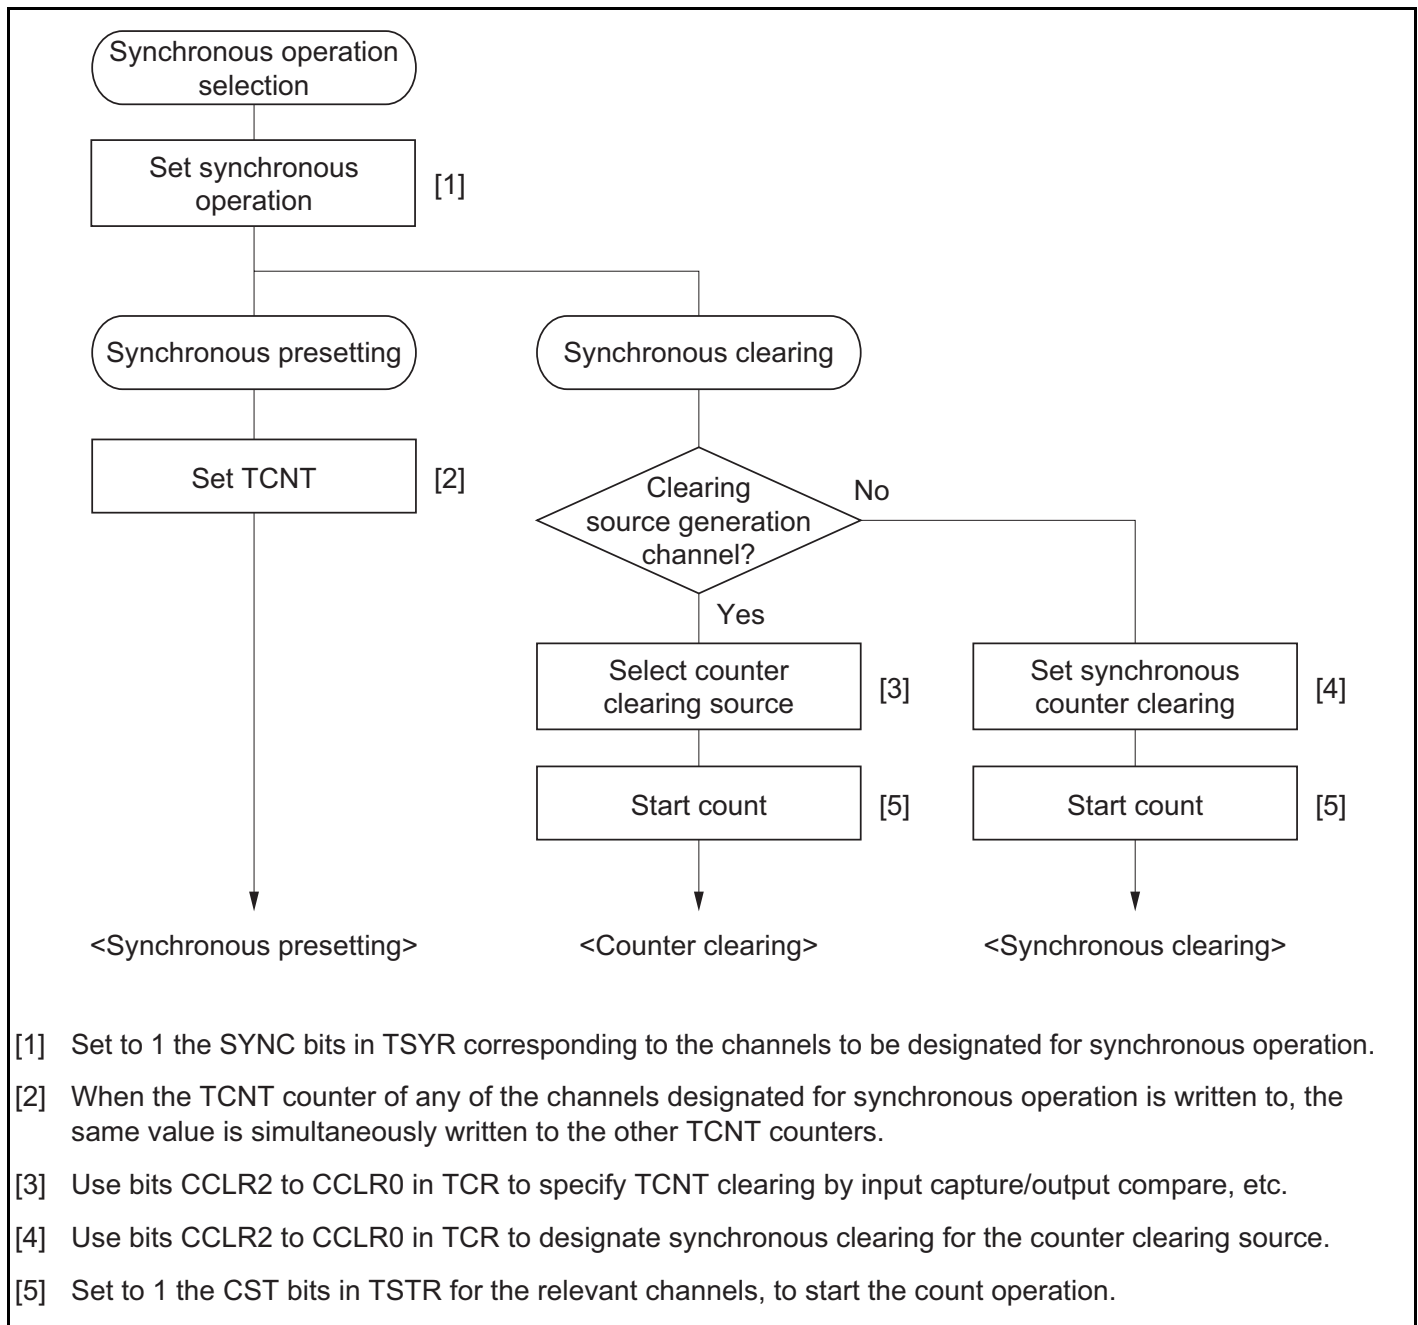 Synchronous operation
selection
Set synchronous
operation
[1]
Synchronous presetting
Synchronous clearing
Set TCNT
[2]
Clearing
source generation
channel?
No
Yes
Select counter
clearing source
[3]
Set synchronous
counter clearing
[4]
Start count
[5]
Start count
[5]
<Synchronous presetting>
<Counter clearing>
<Synchronous clearing>
[1] Set to 1 the SYNC bits in TSYR corresponding to the channels to be designated for synchronous operation.
[2] When the TCNT counter of any of the channels designated for synchronous operation is written to, the
same value is simultaneously written to the other TCNT counters.
[3] Use bits CCLR2 to CCLR0 in TCR to specify TCNT clearing by input capture/output compare, etc.
[4] Use bits CCLR2 to CCLR0 in TCR to designate synchronous clearing for the counter clearing source.
[5] Set to 1 the CST bits in TSTR for the relevant channels, to start the count operation.